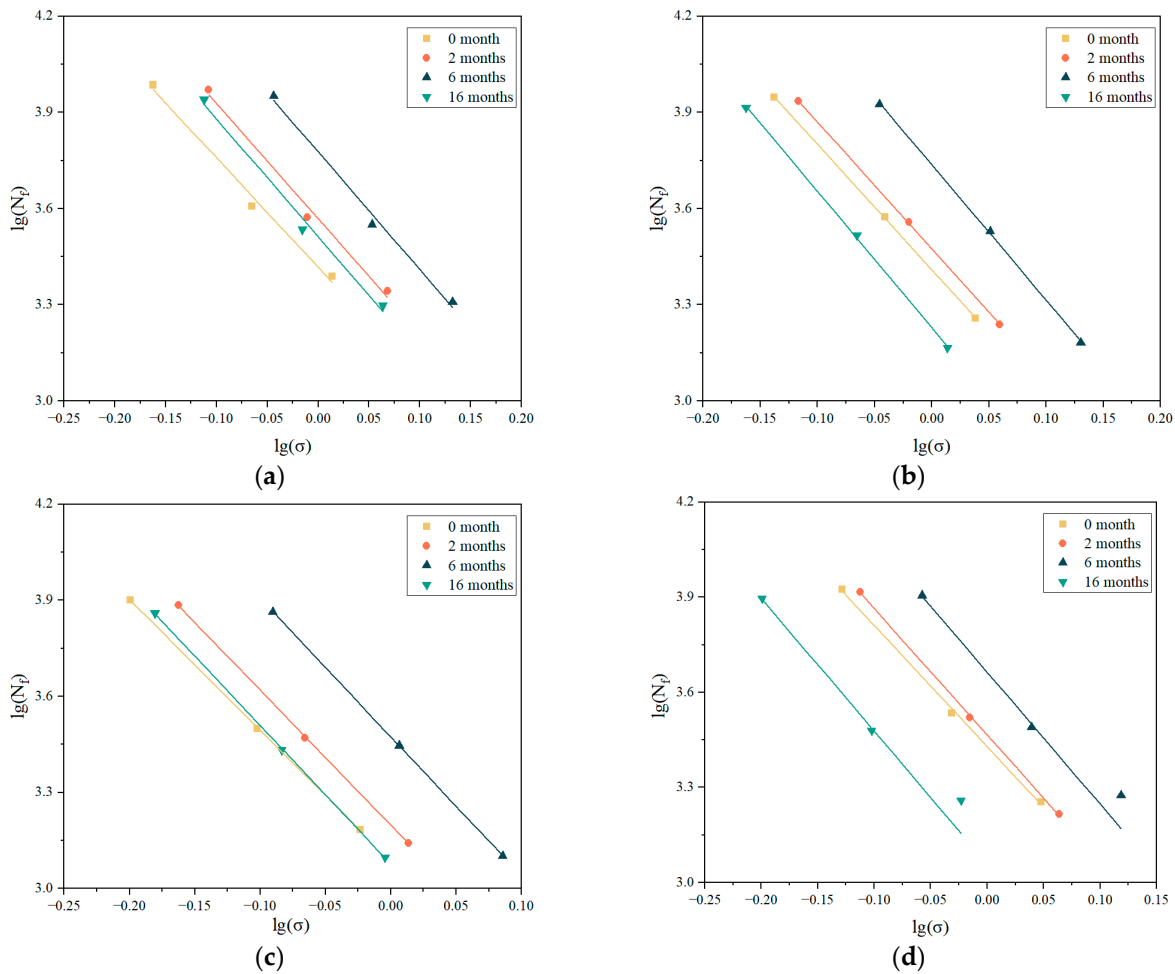 4.2
3.9
3.6
3.3
3.0
lg(Nf)
0 month
2 months
6 months
16 months
−0.25 −0.20 −0.15 −0.10 −0.05 0.00 0.05 0.10 0.15 0.20
lg(σ)
(a)
4.2
3.9
3.6
3.3
3.0
lg(Nf)
0 month
2 months
6 months
16 months
−0.20 −0.15 −0.10 −0.05 0.00 0.05 0.10 0.15 0.20
lg(σ)
(b)
4.2
3.9
3.6
3.3
3.0
lg(Nf)
0 month
2 months
6 months
16 months
−0.25 −0.20 −0.15 −0.10 −0.05 0.00 0.05 0.10
lg(σ)
(c)
4.2
3.9
3.6
3.3
3.0
lg(Nf)
0 month
2 months
6 months
16 months
−0.25 −0.20 −0.15 −0.10 −0.05 0.00 0.05 0.10 0.15
lg(σ)
(d)